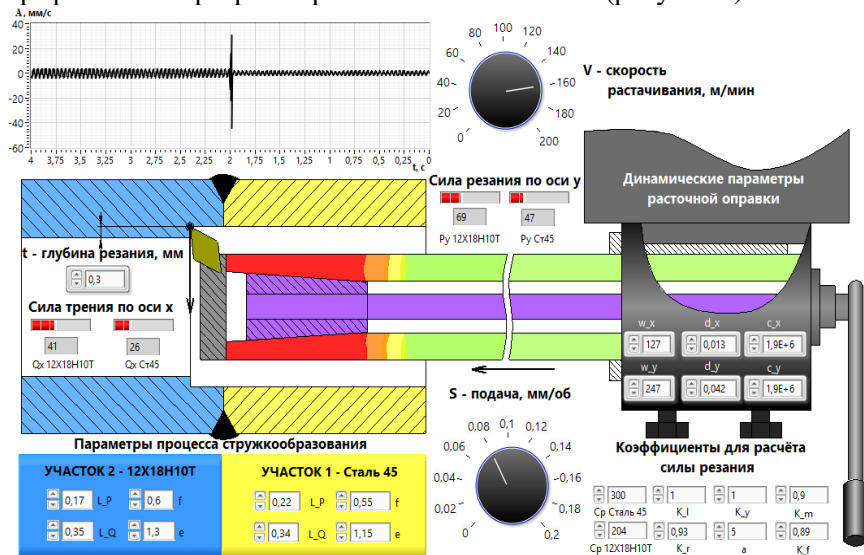 А, мм/с
40
20
0
20
-40
-60
4 3,75 3,5 3,25 3 2,75 2,5 2,25 2 1,75 1,5 1,25 1 0,75 0,5 0,25 0
t, с
0
20
40
60
80
100
120
140
-160
-180
200
V - скорость
растачивания, м/мин
Динамические параметры
расточной оправки
Сила резания по оси y
69
47
Py 12Х18Н10Т
Py Ст45
t - глубина резания, мм
0,3
Сила трения по оси х
41
26
Qx 12Х18Н10Т
Qx Ст45
w_x
d_x
c_x
127
0,013
1,9E+6
w_y
d_y
c_y
247
0,042
1,9E+6
S - подача, мм/об
0
0,02
0,04
0,06
0,08
0,1
0,12
0,14
-0,16
0,18
0,2
Параметры процесса стружкообразования
УЧАСТОК 2 - 12Х18Н10Т
0,17 L_P 0,6 f
0,35 L_Q 1,3 e
УЧАСТОК 1 - Сталь 45
0,22 L_P 0,55 f
0,34 L_Q 1,15 e
Коэффициенты для расчёта
силы резания
300 1 1 0,9
Ср Сталь 45 K_l K_y K_m
204 0,93 5 0,89
Ср 12Х18Н10Т K_r a K_f